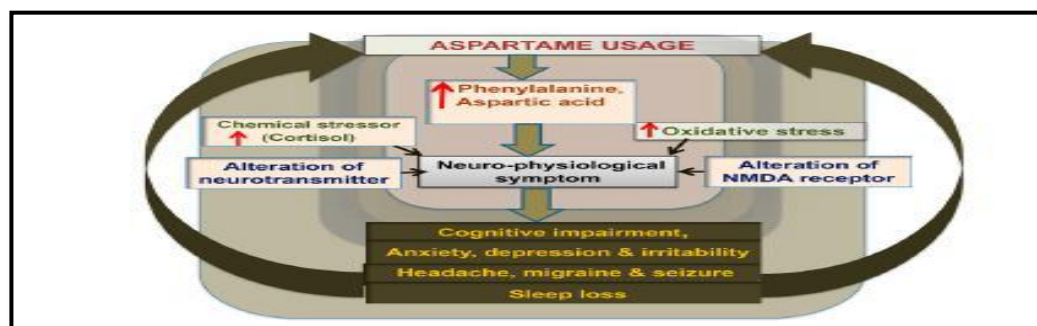 ASPARTAME USAGE
↑ Phenylalanine,
Aspartic acid
Chemical stressor
↑ (Cortisol)
↑ Oxidative stress
Alteration of
neurotransmitter
Neuro-physiological
symptom
Alteration of
NMDA receptor
Cognitive impairment,
Anxiety, depression & irritability
Headache, migraine & seizure
Sleep loss